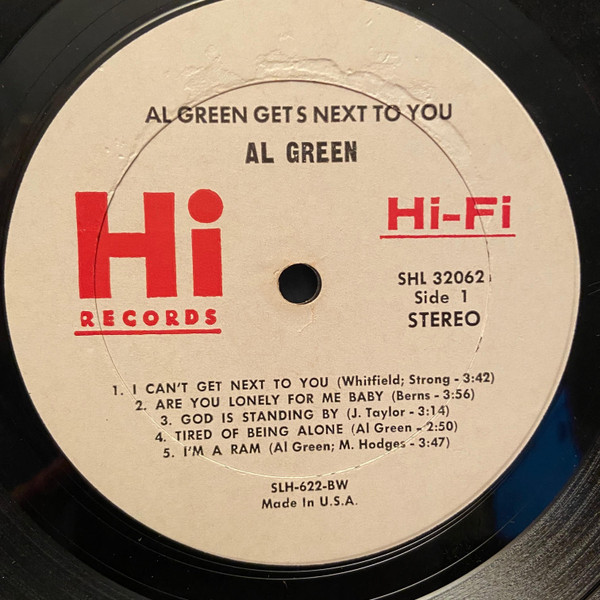 AL GREEN GETS NEXT TO YOU
AL GREEN
Hi
RECORDS
Hi-Fi
SHL 32062
Side 1
STEREO
1. I CAN'T GET NEXT TO YOU (Whitfield; Strong - 3:42)
2. ARE YOU LONELY FOR ME BABY (Berns - 3:56)
3. GOD IS STANDING BY (J. Taylor - 3:14)
4. TIRED OF BEING ALONE (Al Green - 2:50)
5. I'M A RAM (Al Green; M. Hodges - 3:47)
SLH-622-BW
Made In U.S.A.